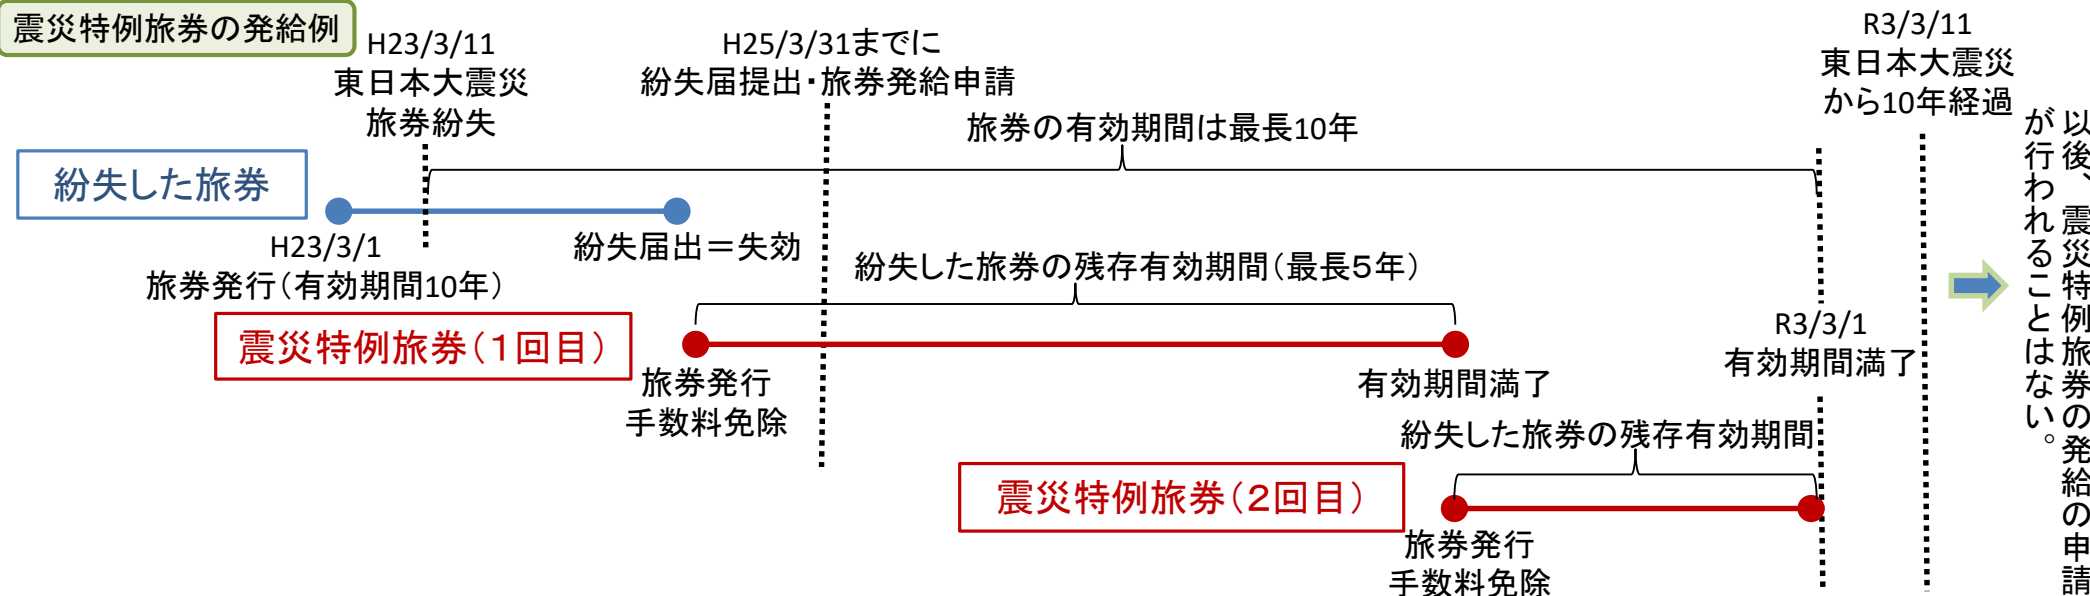 震災特例旅券の発給例
H23/3/11
東日本大震災
旅券紛失
H25/3/31までに
紛失届提出・旅券発給申請
R3/3/11
東日本大震災
から10年経過
旅券の有効期間は最長10年
紛失した旅券
H23/3/1
旅券発行(有効期間10年)
紛失届出=失効
紛失した旅券の残存有効期間(最長5年)
震災特例旅券(1回目)
旅券発行
手数料免除
有効期間満了
R3/3/1
有効期間満了
紛失した旅券の残存有効期間
震災特例旅券(2回目)
旅券発行
手数料免除
以後、震災特例旅券の発給の申請
が行われることはない。